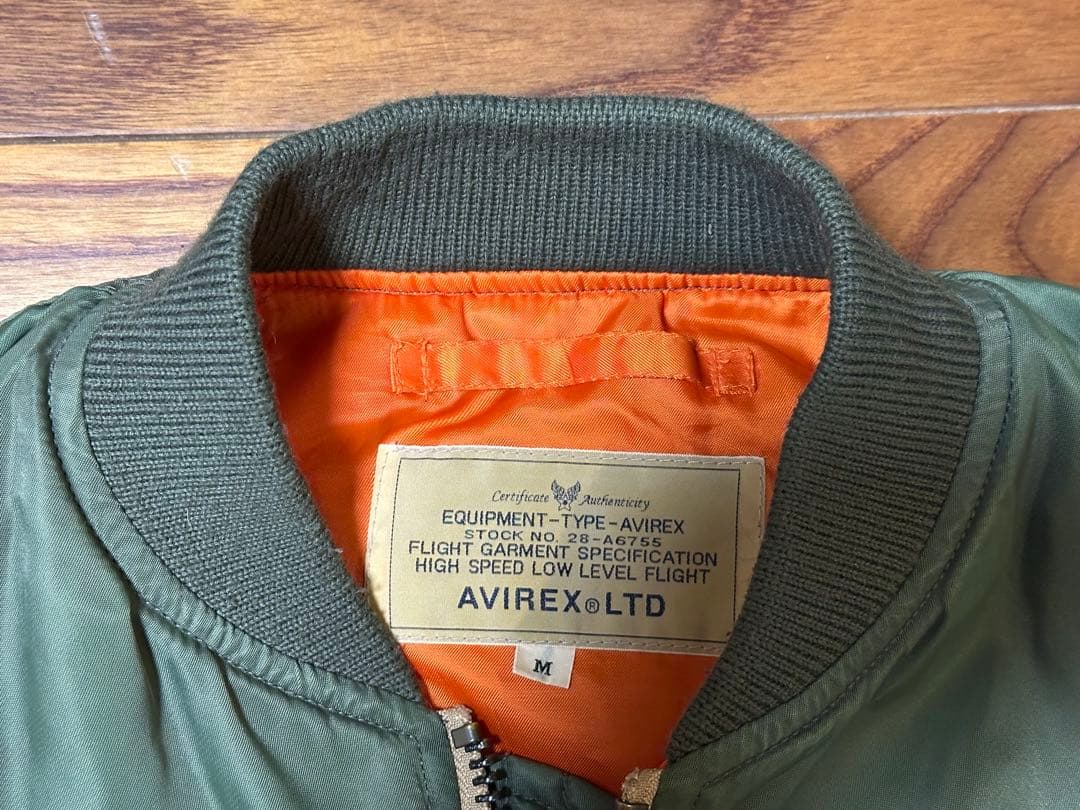 Certificate Authenticity
EQUIPMENT-TYPE-AVIREX
STOCK NO. 28-A6755
FLIGHT GARMENT SPECIFICATION
HIGH SPEED LOW LEVEL FLIGHT
AVIREX® LTD
M